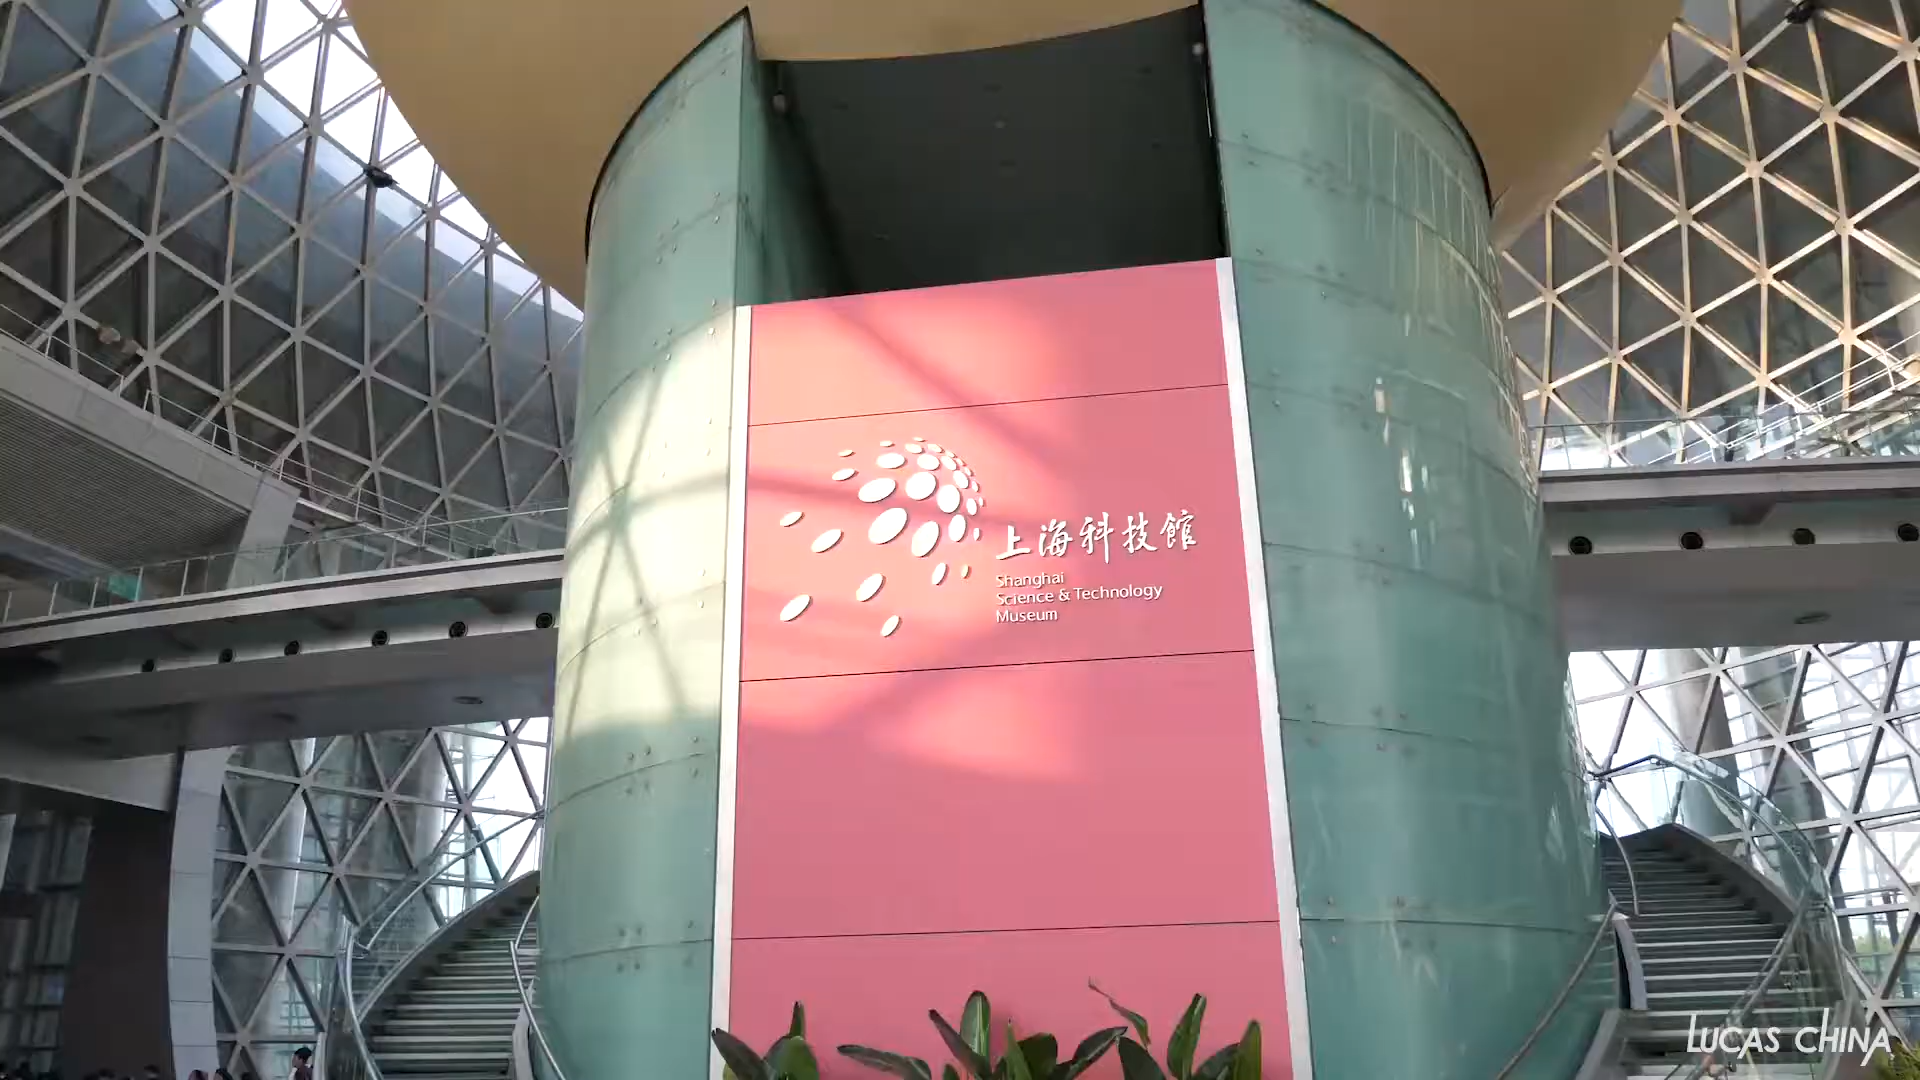 上海科技館
Shanghai
Science & Technology
Museum
LUCAS CHINA